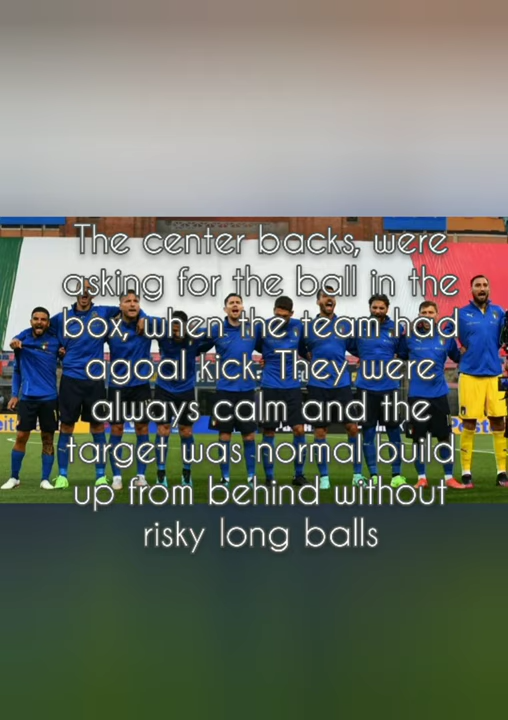 The center backs, were
asking for the ball in the
box, when the team had
agoal kick. They were
always calm and the
target was normal build
up from behind without
risky long balls